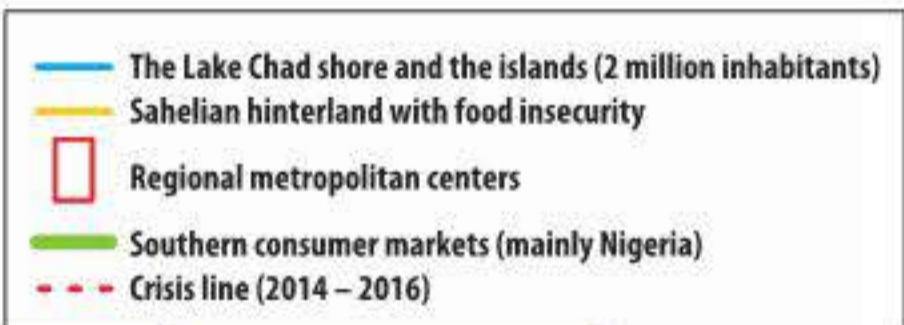 The Lake Chad shore and the islands (2 million inhabitants)
Sahelian hinterland with food insecurity
Regional metropolitan centers
Southern consumer markets (mainly Nigeria)
Crisis line (2014 – 2016)